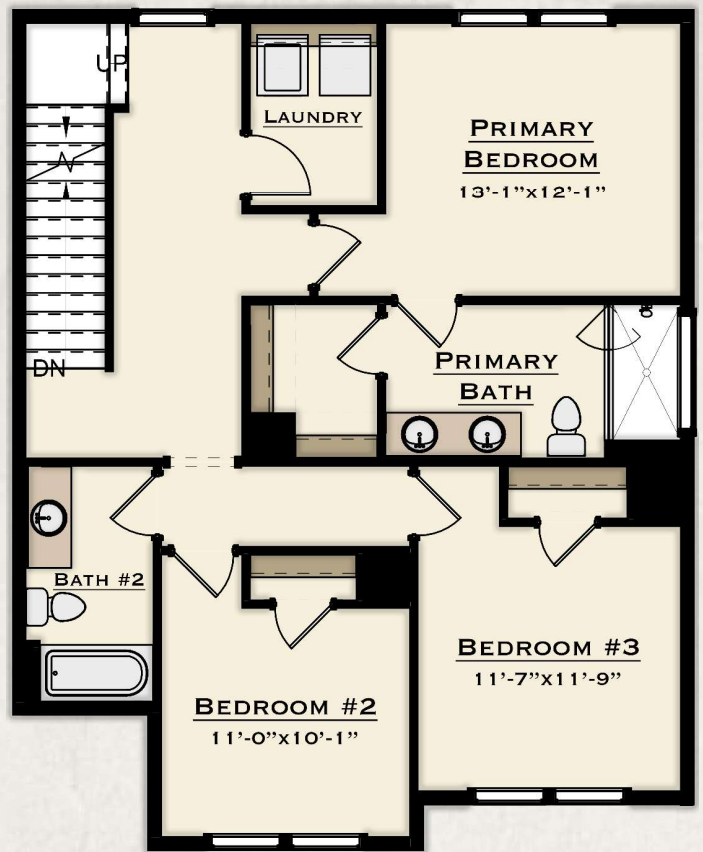 UP
LAUNDRY
PRIMARY
BEDROOM
13'-1"x12'-1"
DN
PRIMARY
BATH
BATH #2
BEDROOM #3
11'-7"x11'-9"
BEDROOM #2
11'-0"x10'-1"